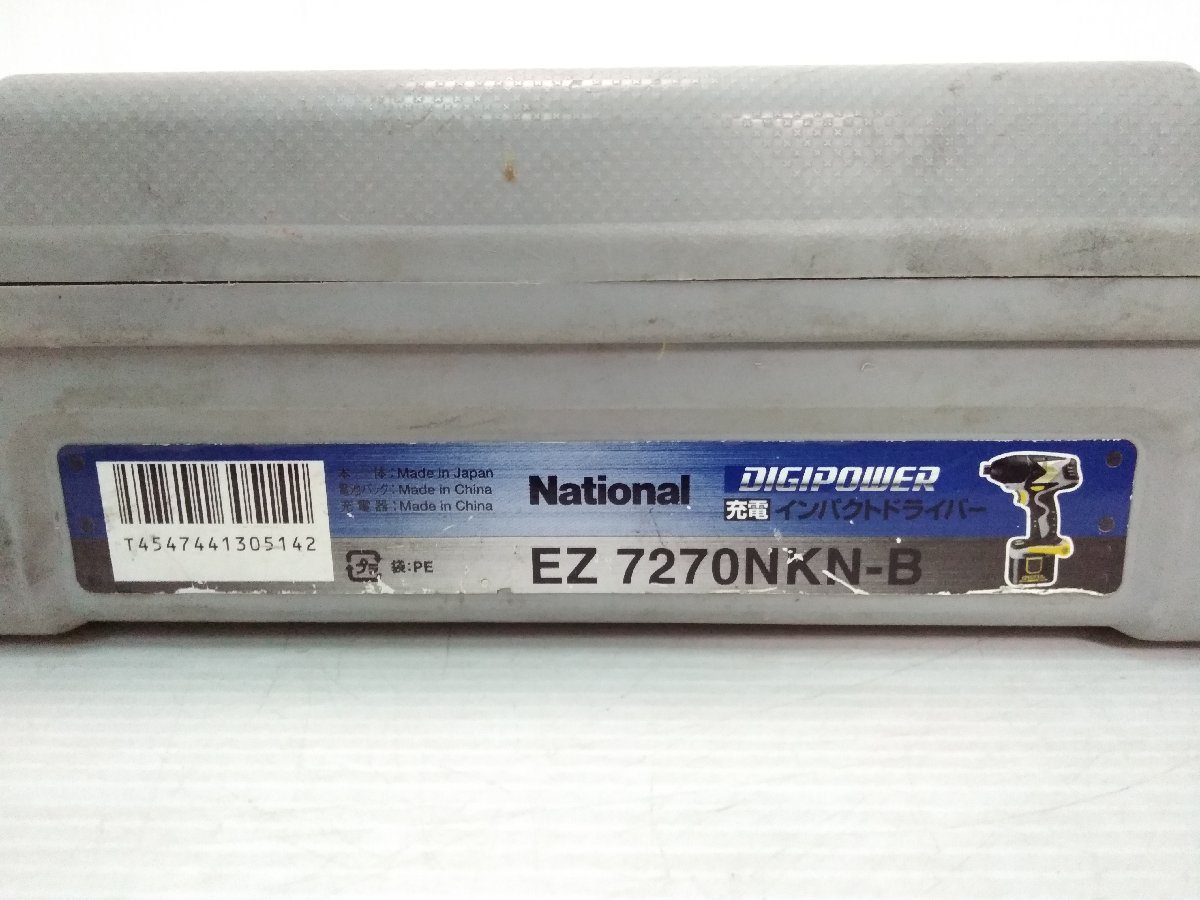 T4547441305142
本体:Made in Japan
電池パック:Made in China
充電器:Made in China
プラ 袋:PE
National
DIGIPOWER
充電インパクトドライバー
EZ 7270NKN-B